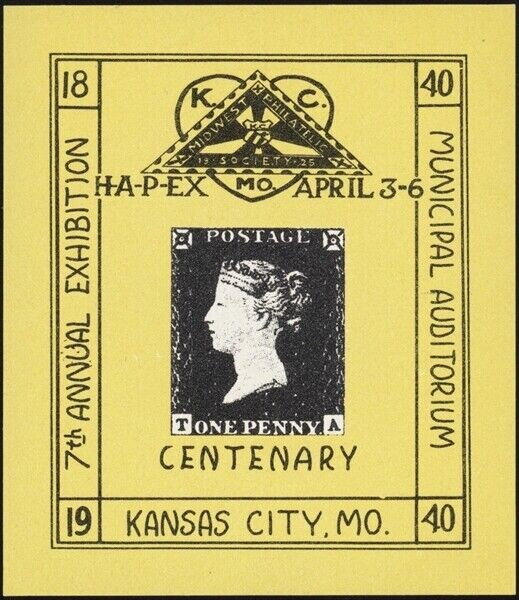 18
40
K. C.
MIDWEST PHILATELIC
19 SOCIETY 25
H-A-P-EX
MO.
APRIL 3-6
7th ANNUAL EXHIBITION
MUNICIPAL AUDITORIUM
POSTAGE
T
ONE PENNY
A
CENTENARY
19
KANSAS CITY, MO.
40